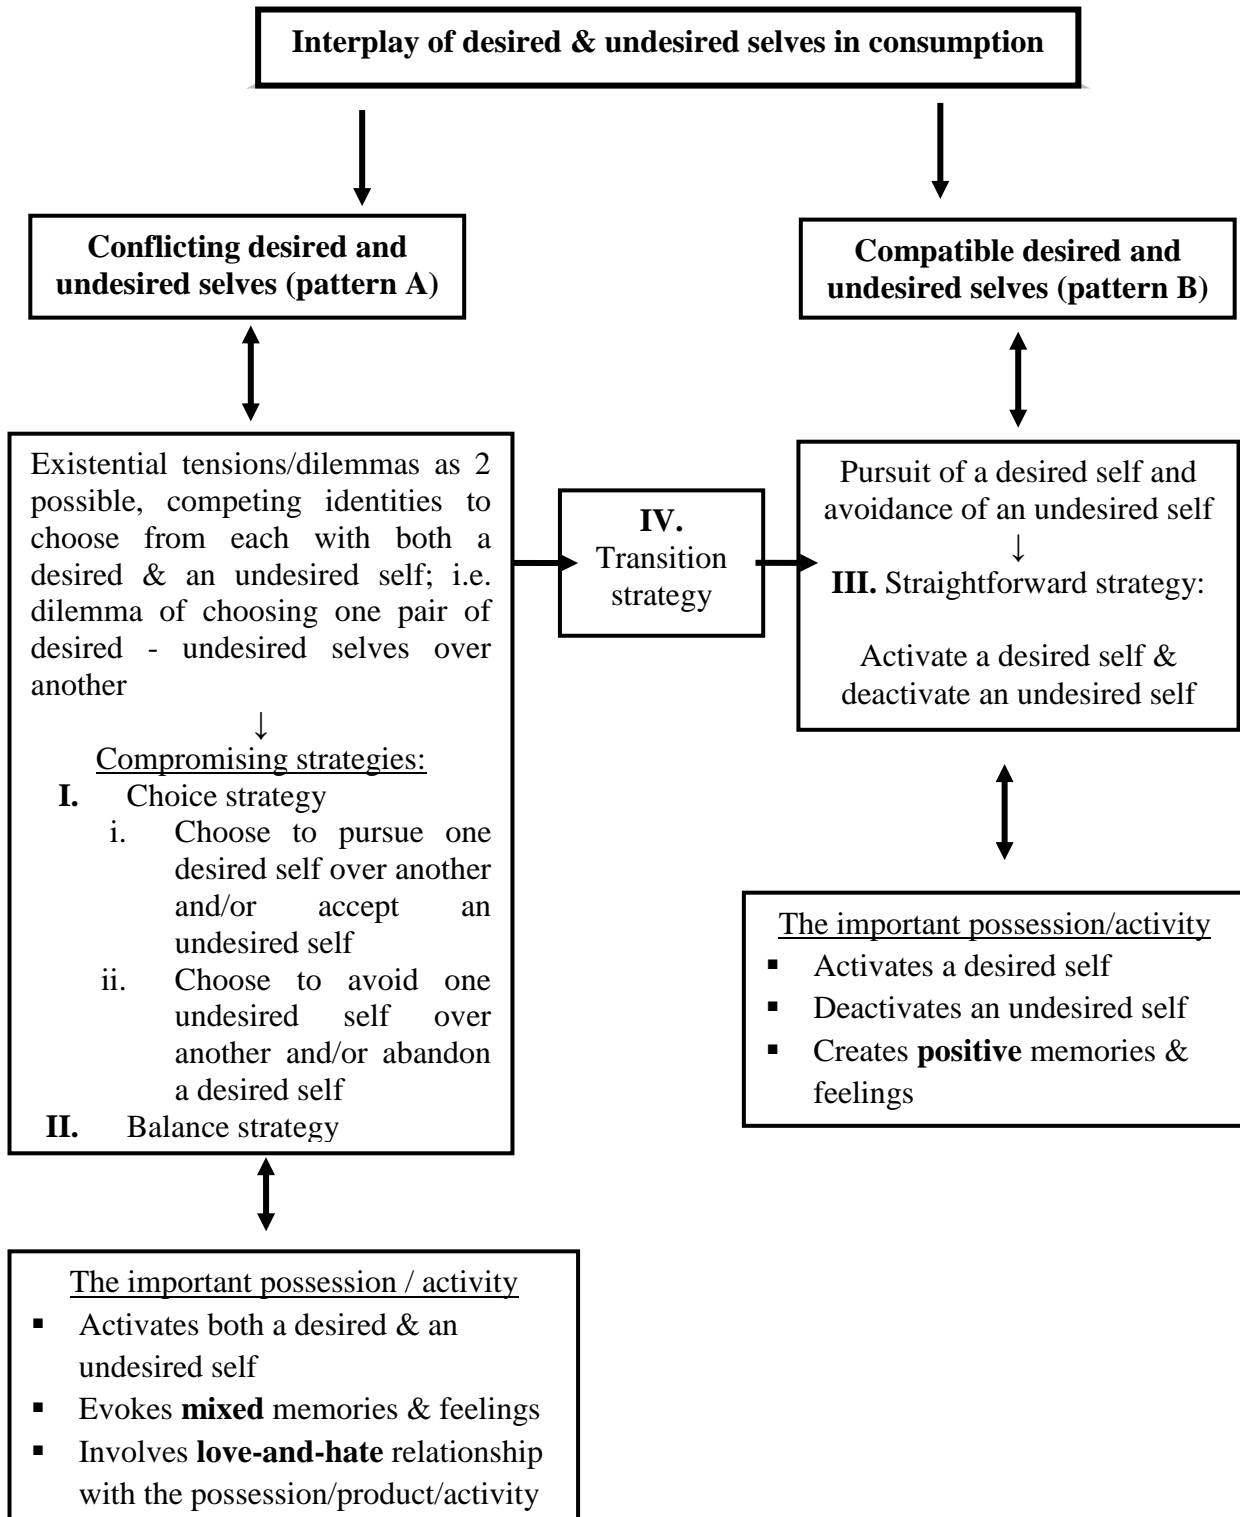 Interplay of desired & undesired selves in consumption
Conflicting desired and
undesired selves (pattern A)
Compatible desired and
undesired selves (pattern B)
Existential tensions/dilemmas as 2
possible, competing identities to
choose from each with both a
desired & an undesired self; i.e.
dilemma of choosing one pair of
desired - undesired selves over
another
↓
Compromising strategies:
I. Choice strategy
i. Choose to pursue one
desired self over another
and/or accept an
undesired self
ii. Choose to avoid one
undesired self over
another and/or abandon
a desired self
II. Balance strategy
IV.
Transition
strategy
Pursuit of a desired self and
avoidance of an undesired self
↓
III. Straightforward strategy:
Activate a desired self &
deactivate an undesired self
The important possession/activity
▪ Activates a desired self
▪ Deactivates an undesired self
▪ Creates positive memories &
feelings
The important possession / activity
▪ Activates both a desired & an
undesired self
▪ Evokes mixed memories & feelings
▪ Involves love-and-hate relationship
with the possession/product/activity